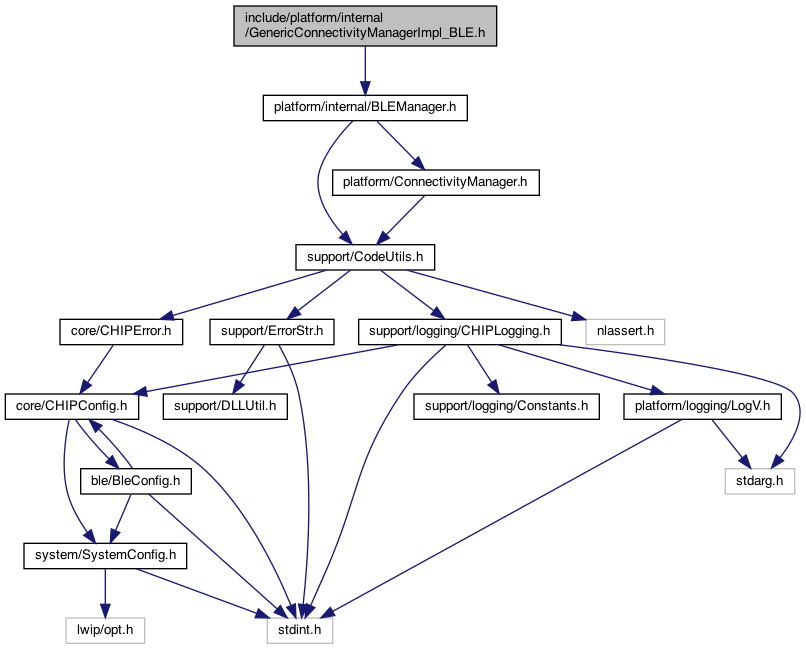 include/platform/internal
/GenericConnectivityManagerImpl_BLE.h
platform/internal/BLEManager.h
platform/ConnectivityManager.h
support/CodeUtils.h
core/CHIPError.h
support/ErrorStr.h
support/logging/CHIPLogging.h
nlassert.h
core/CHIPConfig.h
support/DLLUtil.h
support/logging/Constants.h
platform/logging/LogV.h
ble/BleConfig.h
stdarg.h
system/SystemConfig.h
lwip/opt.h
stdint.h